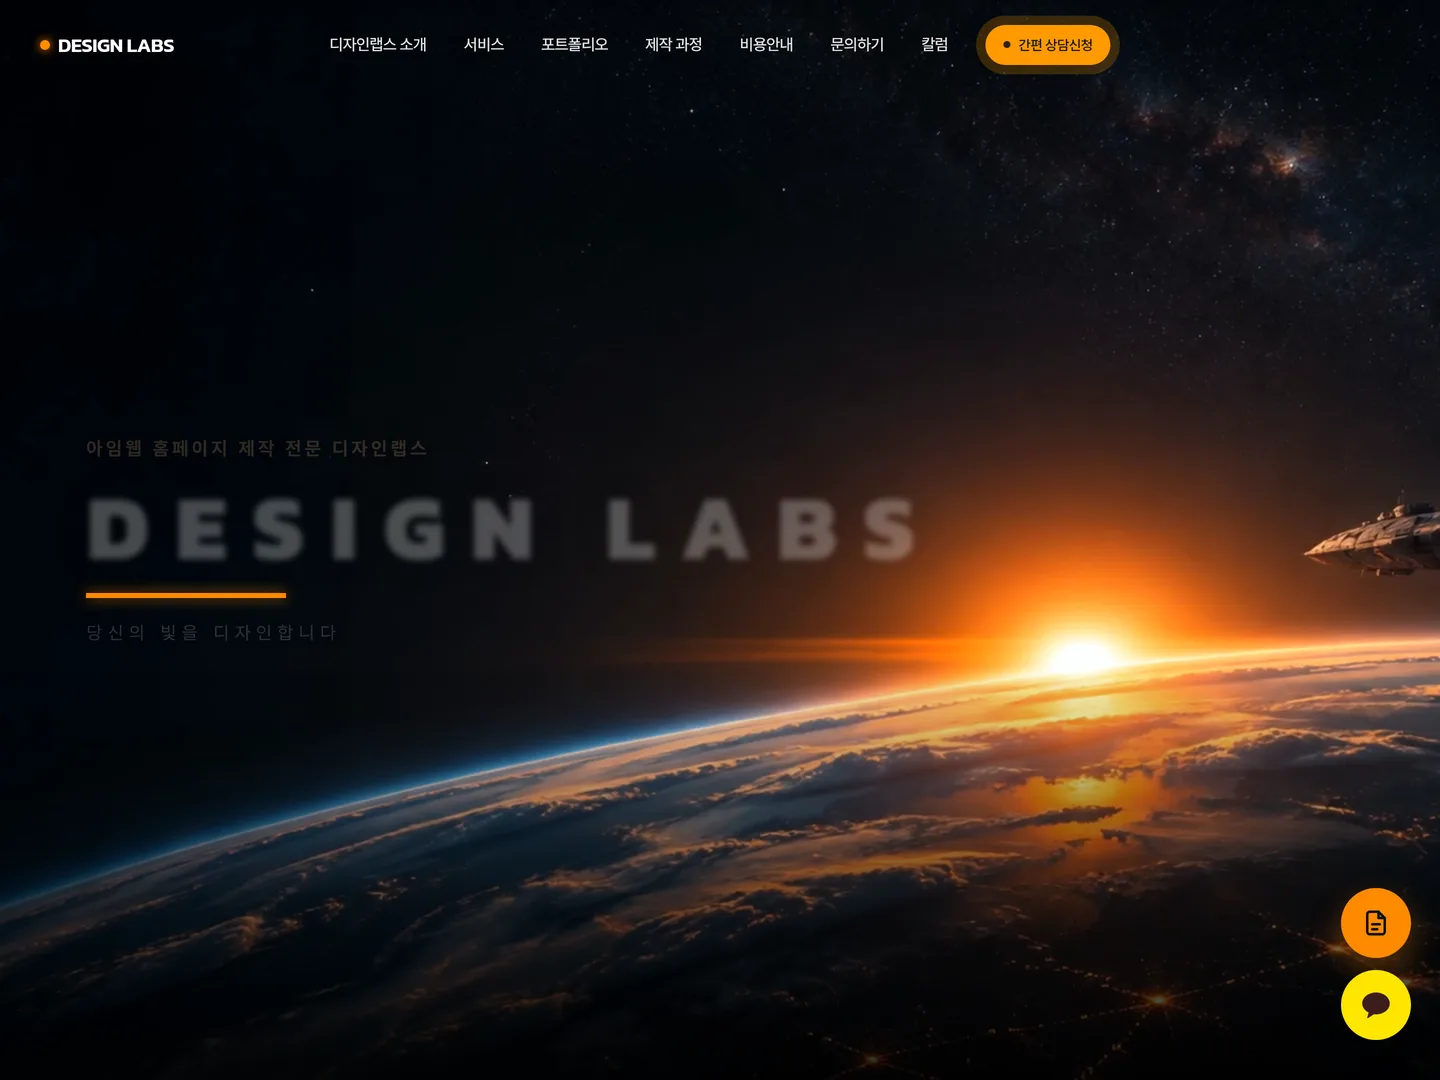 DESIGN LABS
디자인랩스 소개
서비스
포트폴리오
제작 과정
비용안내
문의하기
칼럼
간편 상담신청
아임웹 홈페이지 제작 전문 디자인랩스
DESIGN LABS
당신의 빛을 디자인합니다